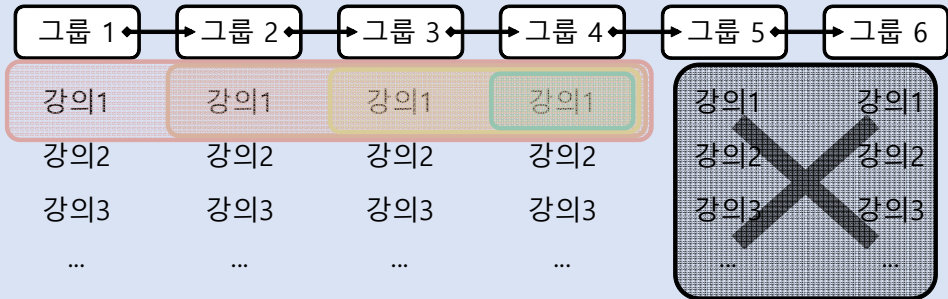 그룹 1 그룹 2 그룹 3 그룹 4 그룹 5 그룹 6
강의1 강의1 강의1 강의1 강의1 강의1
강의2 강의2 강의2 강의2 강의2 강의2
강의3 강의3 강의3 강의3 강의3 강의3
... ... ... ... ... ...